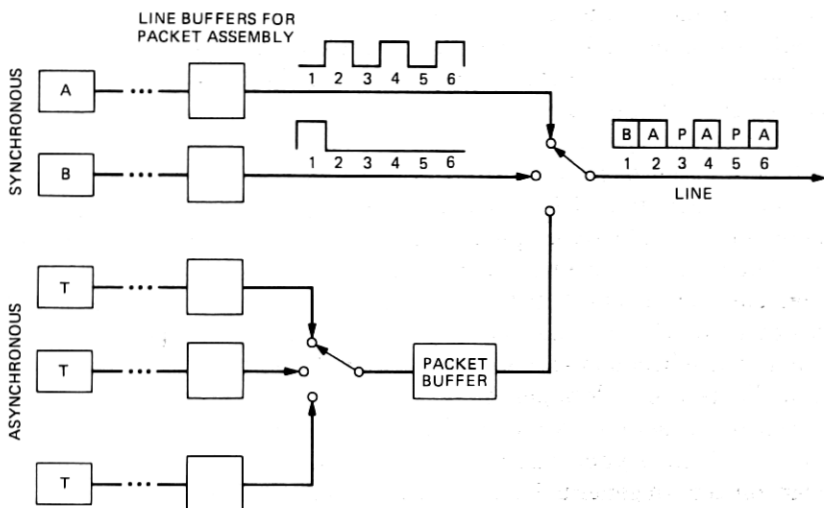 LINE BUFFERS FOR
PACKET ASSEMBLY
SYNCHRONOUS
A
1 2 3 4 5 6
B
1 2 3 4 5 6
B A P A P A
1 2 3 4 5 6
LINE
ASYNCHRONOUS
T
T
PACKET
BUFFER
T